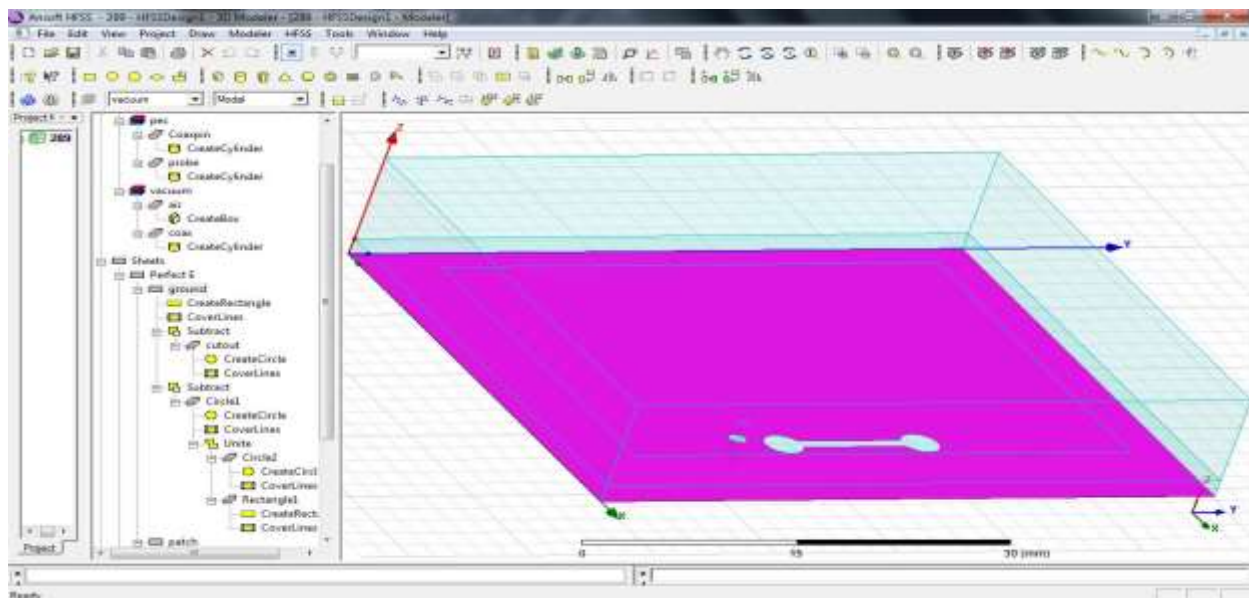 Ansoft HFSS - 289 - HFSSDesign1 - 3D Modeler - [289 - HFSSDesign1 - Modeler]
File Edit View Project Draw Modeler HFSS Tools Window Help
vacuum Model
Project
289
pec
Coaxpin
CreateCylinder
probe
CreateCylinder
vacuum
air
CreateBox
coax
CreateCylinder
Sheets
Perfect E
ground
CreateRectangle
CoverLines
Subtract
cutout
CreateCircle
CoverLines
Subtract
Circle1
CreateCircle
CoverLines
Unite
Circle2
CreateCircl
CoverLines
Rectangle1
CreateRect
CoverLines
patch
Project
Z
Y
X
Z
Y
X
0 15 30 (mm)
Ready